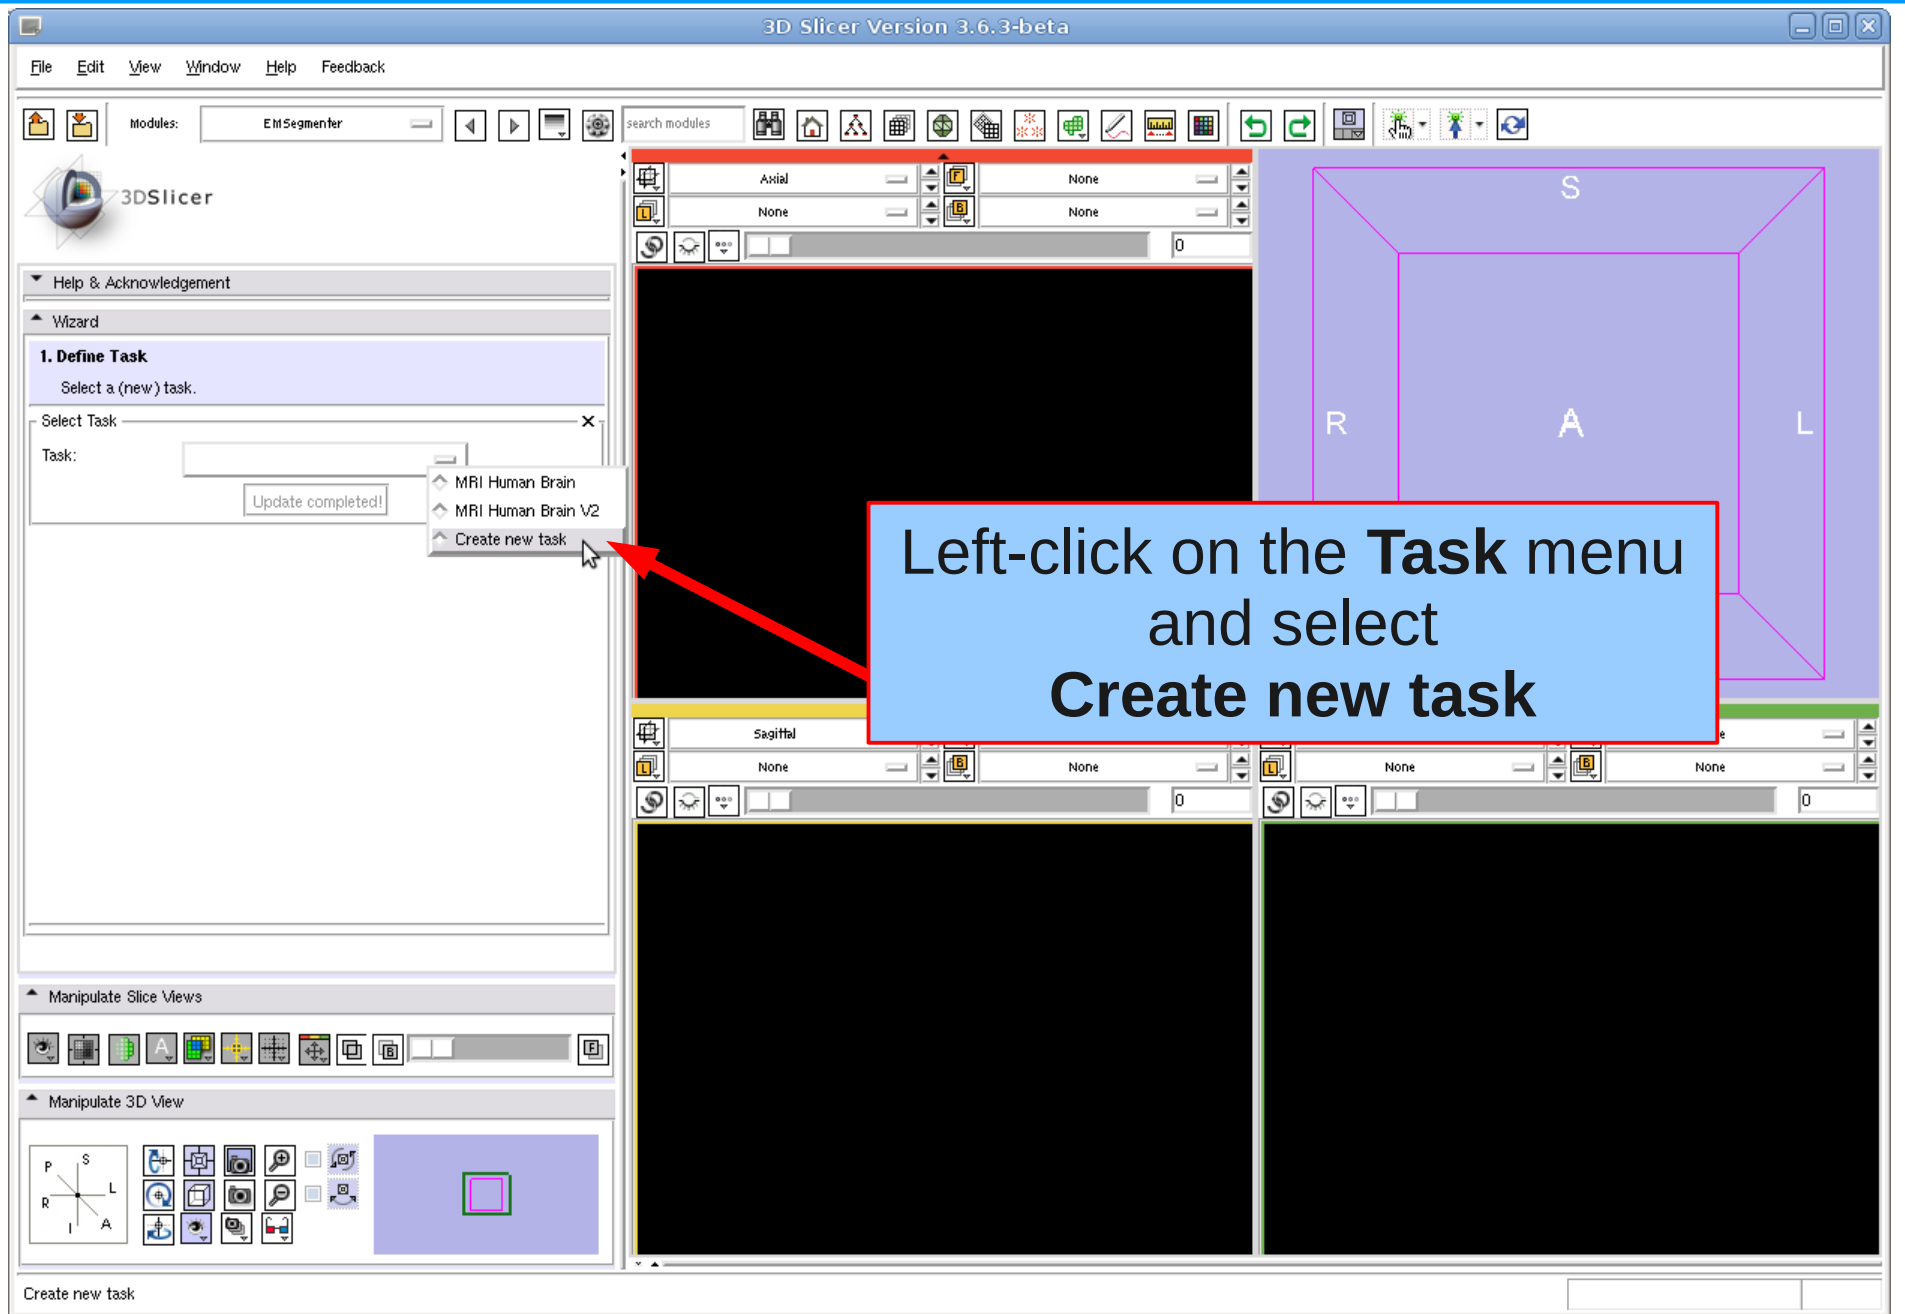 3D Slicer Version 3.6.3-beta
File Edit View Window Help Feedback
Modules: EMSegmenter search modules
3DSlicer
Help & Acknowledgement
Wizard
1. Define Task
Select a (new) task.
Select Task
Task:
Update completed!
MRI Human Brain
MRI Human Brain V2
Create new task
Axial None
None None
0
S
R A L
Left-click on the Task menu
and select
Create new task
Sagittal
None None
0
None None
0
Manipulate Slice Views
Manipulate 3D View
P S
R L
I A
Create new task